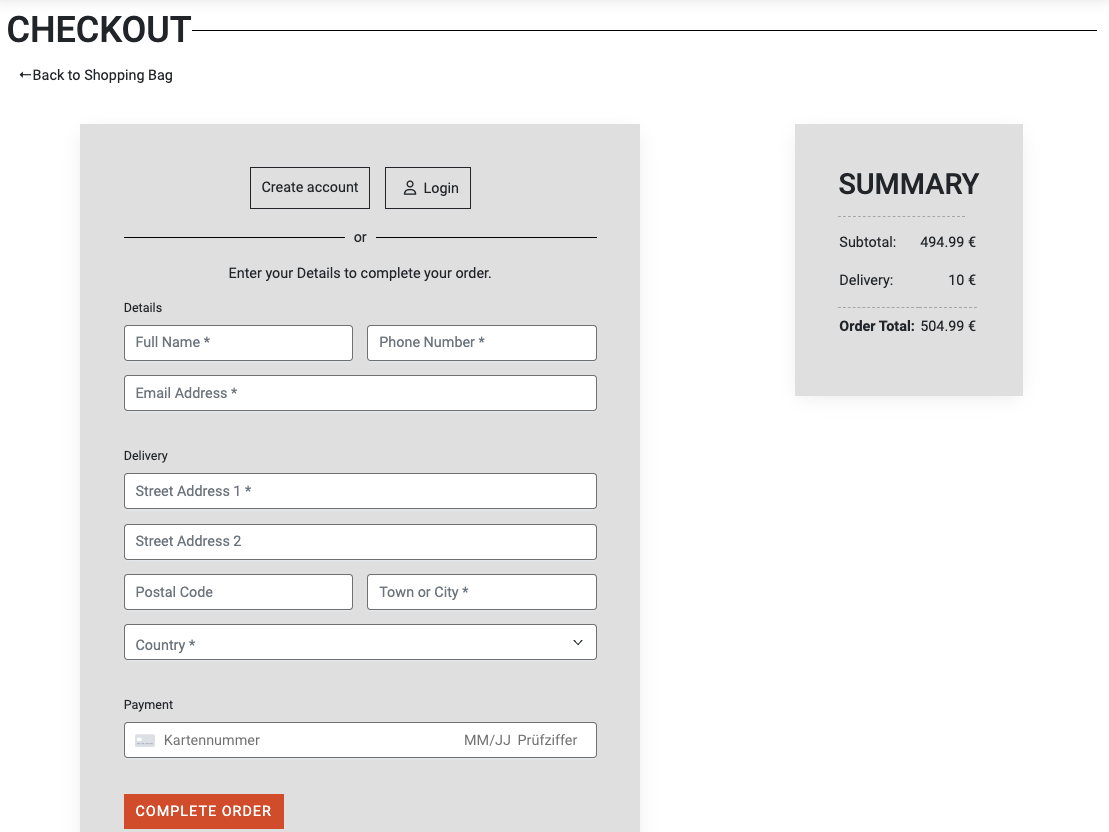 CHECKOUT
←Back to Shopping Bag
Create account
Login
or
Enter your Details to complete your order.
Details
Full Name *
Phone Number *
Email Address *
Delivery
Street Address 1 *
Street Address 2
Postal Code
Town or City *
Country *
Payment
Kartennummer
MM/JJ Prüfziffer
COMPLETE ORDER
SUMMARY
Subtotal: 494.99 €
Delivery: 10 €
Order Total: 504.99 €